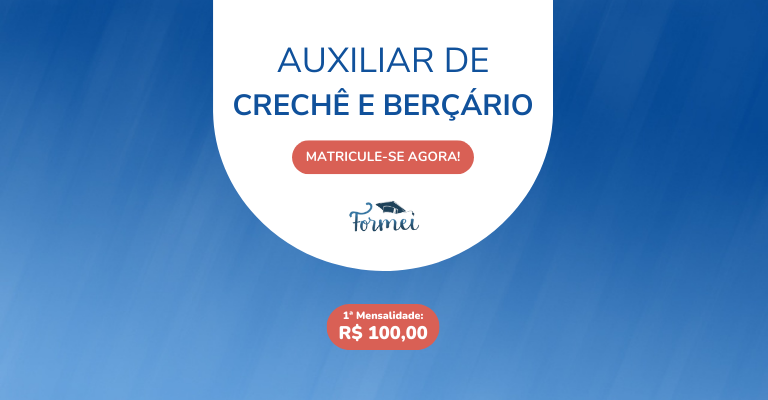 AUXILIAR DE
CRECHÊ E BERÇÁRIO
MATRICULE-SE AGORA!
Formei
1ª Mensalidade:
R$ 100,00